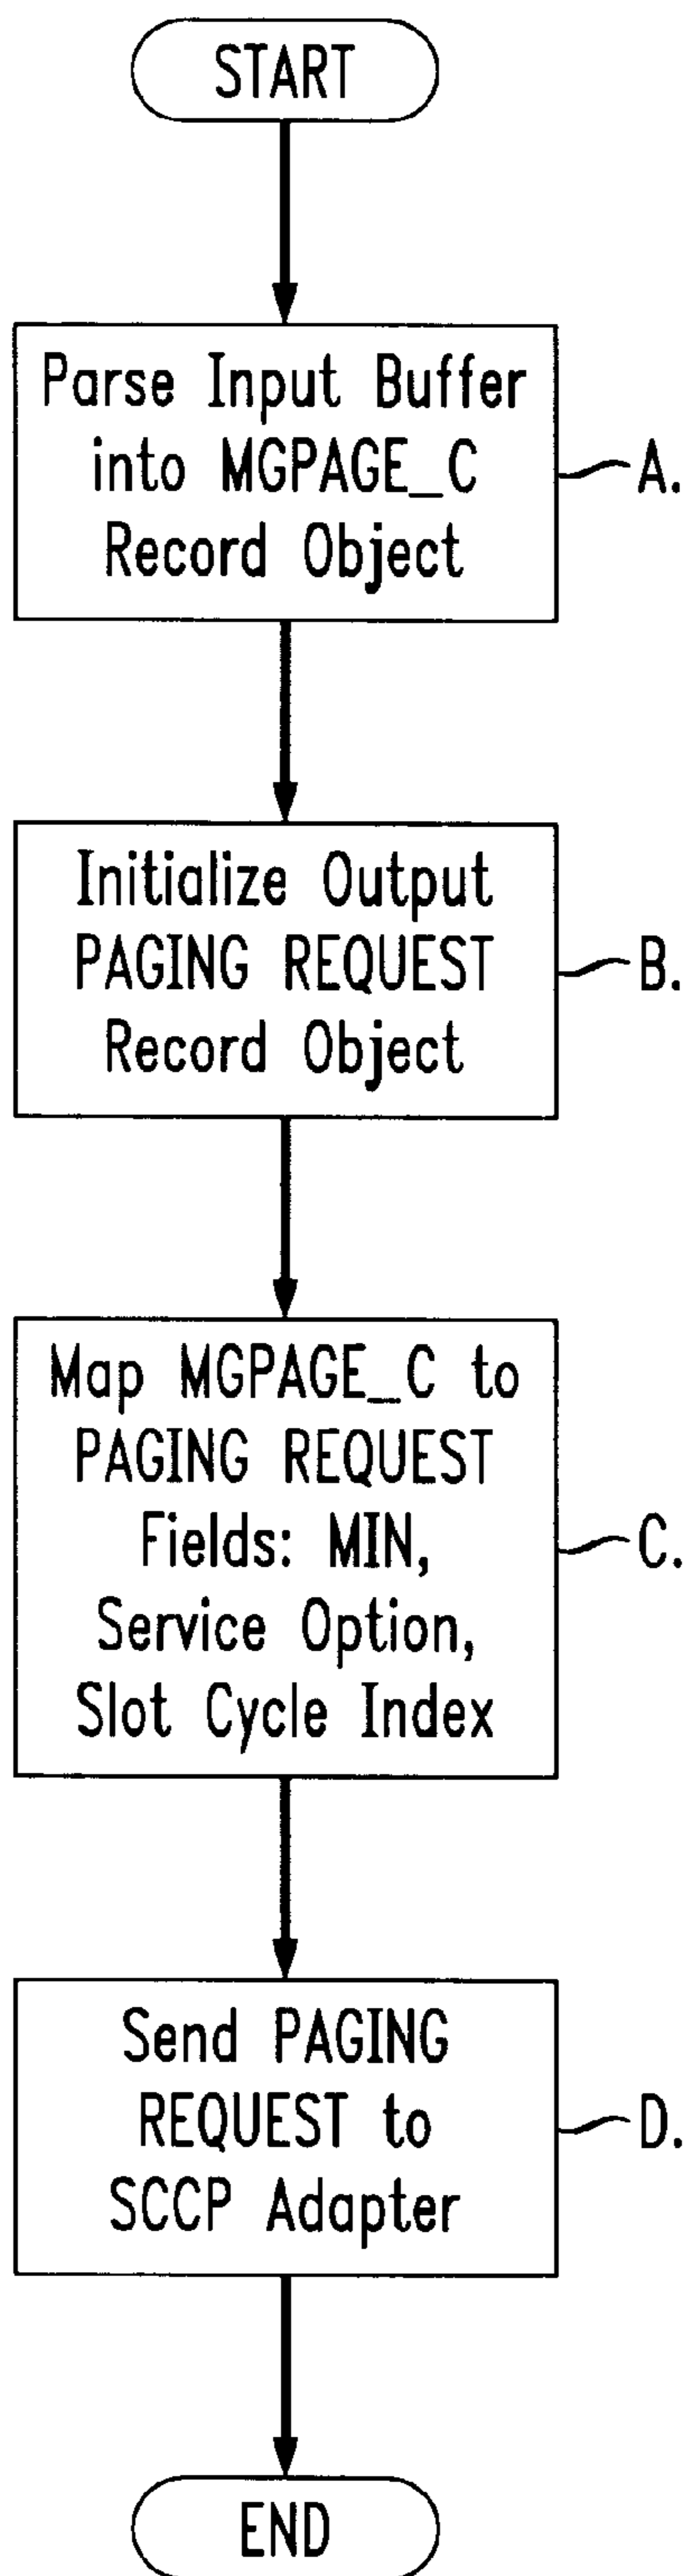 START
Parse Input Buffer
into MGPAGE_C
Record Object
A.
Initialize Output
PAGING REQUEST
Record Object
B.
Map MGPAGE_C to
PAGING REQUEST
Fields: MIN,
Service Option,
Slot Cycle Index
C.
Send PAGING
REQUEST to
SCCP Adapter
D.
END